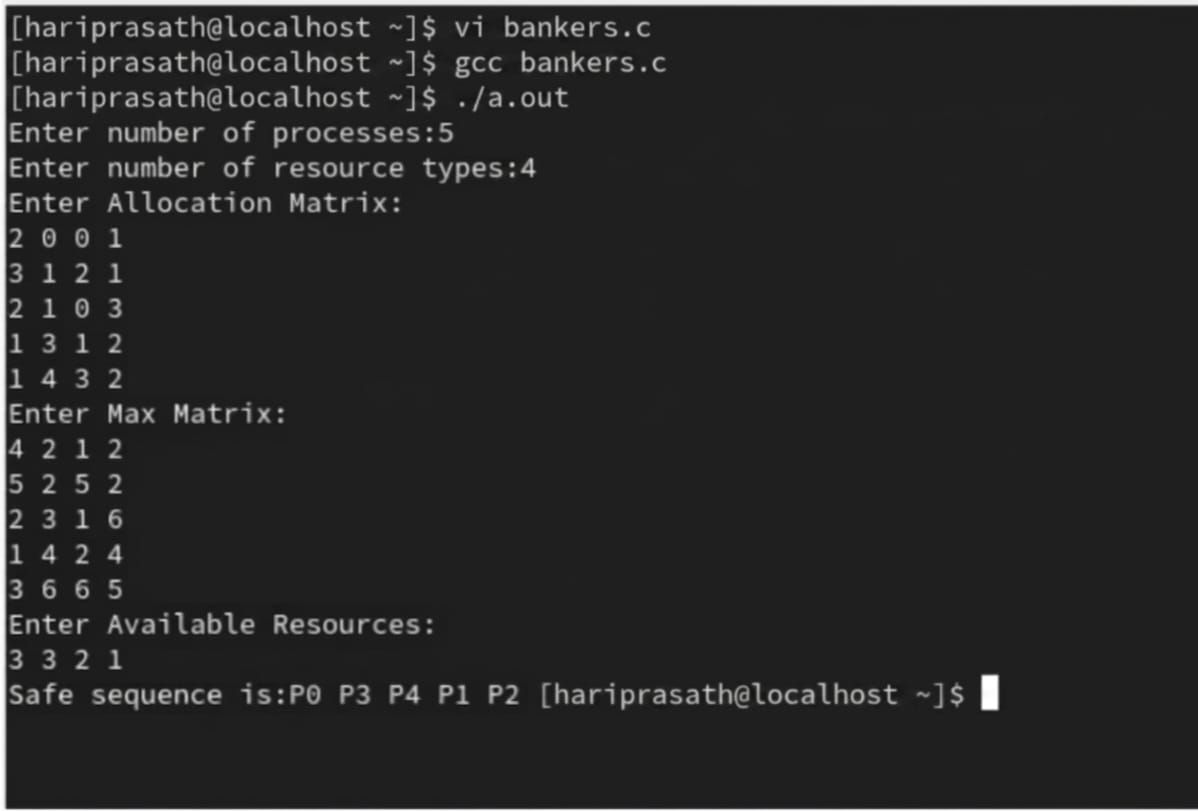 [hariprasath@localhost ~]$ vi bankers.c
[hariprasath@localhost ~]$ gcc bankers.c
[hariprasath@localhost ~]$ ./a.out
Enter number of processes:5
Enter number of resource types:4
Enter Allocation Matrix:
2 0 0 1
3 1 2 1
2 1 0 3
1 3 1 2
1 4 3 2
Enter Max Matrix:
4 2 1 2
5 2 5 2
2 3 1 6
1 4 2 4
3 6 6 5
Enter Available Resources:
3 3 2 1
Safe sequence is:P0 P3 P4 P1 P2 [hariprasath@localhost ~]$